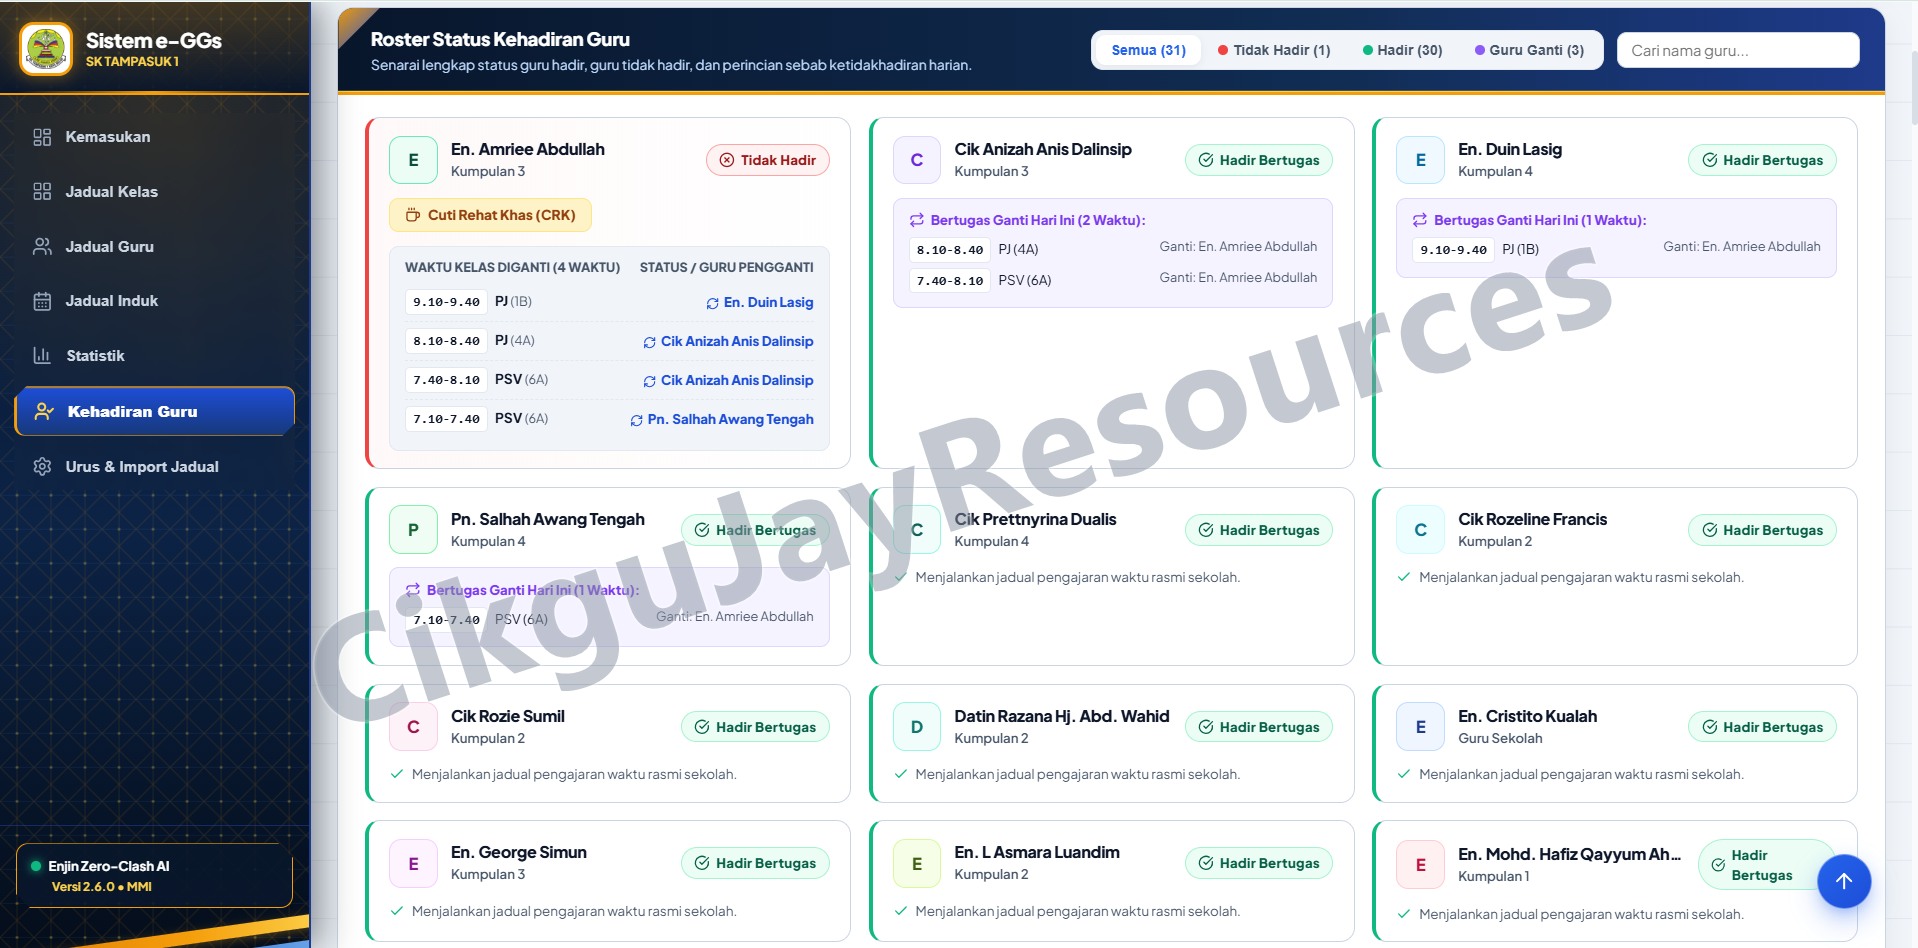 Sistem e-GGs
SK TAMPASUK 1
Kemasukan
Jadual Kelas
Jadual Guru
Jadual Induk
Statistik
Kehadiran Guru
Urus & Import Jadual
Enjin Zero-Clash AI
Versi 2.6.0 • MMI
Roster Status Kehadiran Guru
Senarai lengkap status guru hadir, guru tidak hadir, dan perincian sebab ketidakhadiran harian.
Semua (31) Tidak Hadir (1) Hadir (30) Guru Ganti (3)
Cari nama guru...
E
En. Amriee Abdullah
Kumpulan 3
Tidak Hadir
Cuti Rehat Khas (CRK)
WAKTU KELAS DIGANTI (4 WAKTU) STATUS / GURU PENGGANTI
9.10-9.40 PJ (1B) En. Duin Lasig
8.10-8.40 PJ (4A) Cik Anizah Anis Dalinsip
7.40-8.10 PSV (6A) Cik Anizah Anis Dalinsip
7.10-7.40 PSV (6A) Pn. Salhah Awang Tengah
C
Cik Anizah Anis Dalinsip
Kumpulan 3
Hadir Bertugas
Bertugas Ganti Hari Ini (2 Waktu):
8.10-8.40 PJ (4A) Ganti: En. Amriee Abdullah
7.40-8.10 PSV (6A) Ganti: En. Amriee Abdullah
E
En. Duin Lasig
Kumpulan 4
Hadir Bertugas
Bertugas Ganti Hari Ini (1 Waktu):
9.10-9.40 PJ (1B) Ganti: En. Amriee Abdullah
P
Pn. Salhah Awang Tengah
Kumpulan 4
Hadir Bertugas
Bertugas Ganti Hari Ini (1 Waktu):
7.10-7.40 PSV (6A) Ganti: En. Amriee Abdullah
C
Cik Prettnyrina Dualis
Kumpulan 4
Hadir Bertugas
Menjalankan jadual pengajaran waktu rasmi sekolah.
C
Cik Rozeline Francis
Kumpulan 2
Hadir Bertugas
Menjalankan jadual pengajaran waktu rasmi sekolah.
C
Cik Rozie Sumil
Kumpulan 2
Hadir Bertugas
Menjalankan jadual pengajaran waktu rasmi sekolah.
D
Datin Razana Hj. Abd. Wahid
Kumpulan 2
Hadir Bertugas
Menjalankan jadual pengajaran waktu rasmi sekolah.
E
En. Cristito Kualah
Guru Sekolah
Hadir Bertugas
Menjalankan jadual pengajaran waktu rasmi sekolah.
E
En. George Simun
Kumpulan 3
Hadir Bertugas
Menjalankan jadual pengajaran waktu rasmi sekolah.
E
En. L Asmara Luandim
Kumpulan 2
Hadir Bertugas
Menjalankan jadual pengajaran waktu rasmi sekolah.
E
En. Mohd. Hafiz Qayyum Ah...
Kumpulan 1
Hadir
Bertugas
Menjalankan jadual pengajaran waktu rasmi sekolah.
CikguJayResources